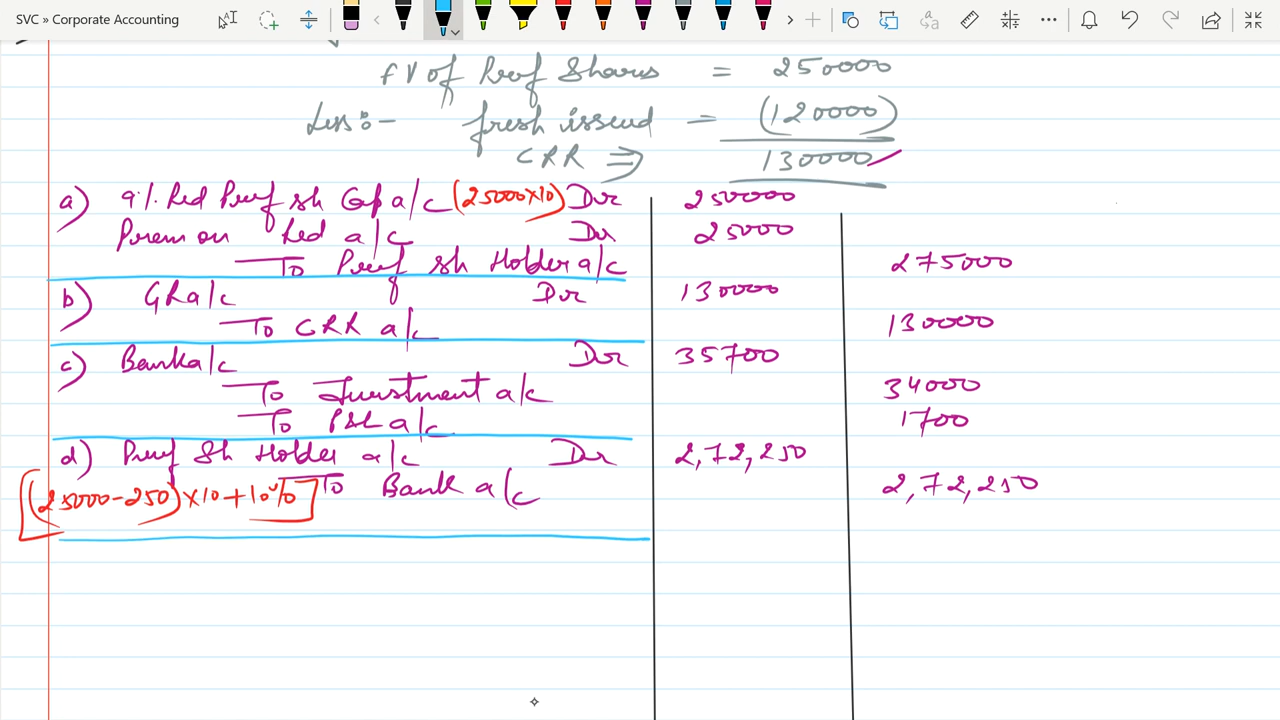 SVC » Corporate Accounting
FV of Pref Shares = 250000
Less:- fresh issued = (120000)
CRR ⇒ 130000
a) 9% Red Pref sh Cap a/c (25000×10) Dr 250000
Prem on Red a/c Dr 25000
To Pref sh Holder a/c 275000
b) GR a/c Dr 130000
To CRR a/c 130000
c) Bank a/c Dr 35700
To Investment a/c 34000
To P&L a/c 1700
d) Pref Sh Holder a/c Dr 2,72,250
To Bank a/c 2,72,250
[(25000-250)×10+10%]